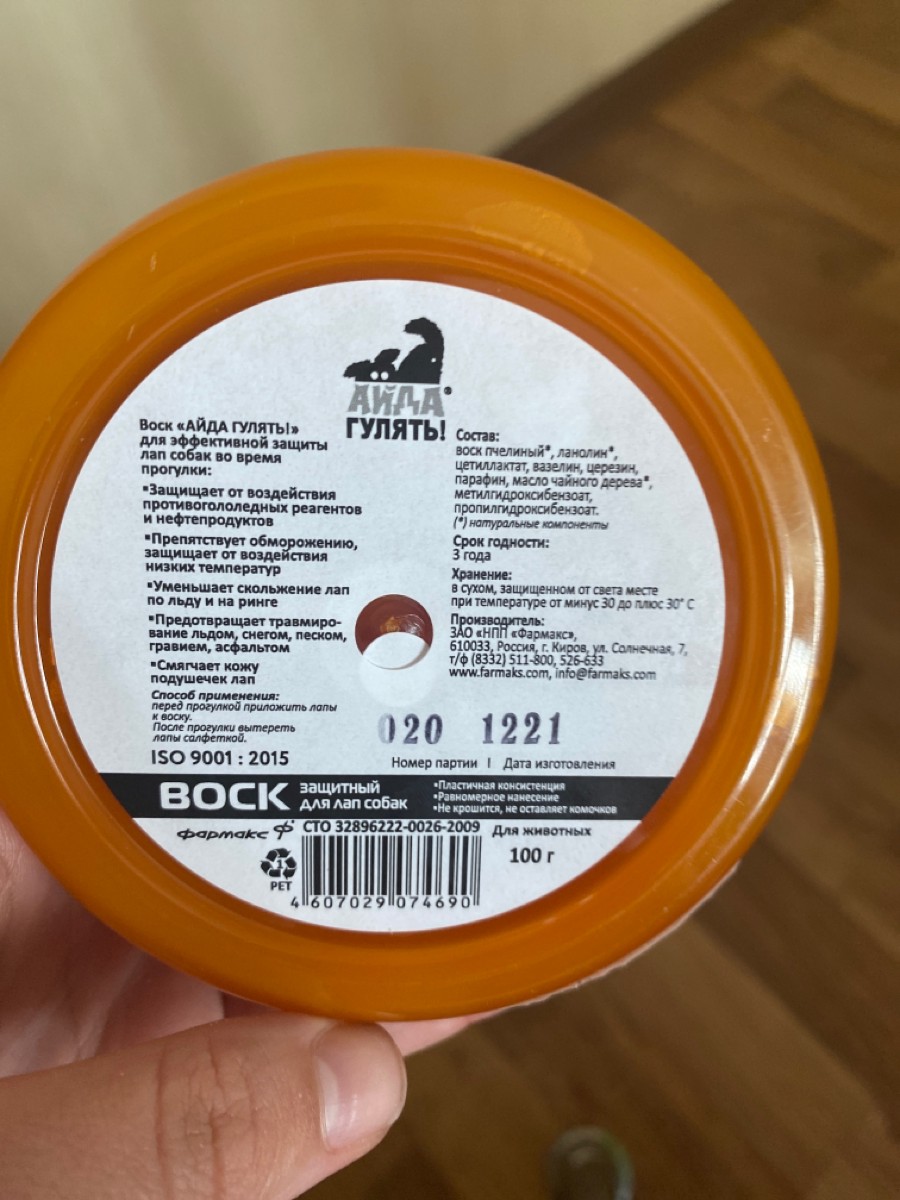 АЙДА®
ГУЛЯТЬ!
Воск «АЙДА ГУЛЯТЬ!»
для эффективной защиты
лап собак во время
прогулки:
▪Защищает от воздействия
противогололедных реагентов
и нефтепродуктов
▪Препятствует обморожению,
защищает от воздействия
низких температур
▪Уменьшает скольжение лап
по льду и на ринге
▪Предотвращает травмиро-
вание льдом, снегом, песком,
гравием, асфальтом
▪Смягчает кожу
подушечек лап
Способ применения:
перед прогулкой приложить лапы
к воску.
После прогулки вытереть
лапы салфеткой.
ISO 9001 : 2015
Состав:
воск пчелиный*, ланолин*,
цетиллактат, вазелин, церезин,
парафин, масло чайного дерева*,
метилгидроксибензоат,
пропилгидроксибензоат.
(*) натуральные компоненты
Срок годности:
3 года
Хранение:
в сухом, защищенном от света месте
при температуре от минус 30 до плюс 30° С
Производитель:
ЗАО «НПП «Фармакс»,
610033, Россия, г. Киров, ул. Солнечная, 7,
т/ф (8332) 511-800, 526-633
www.farmaks.com, info@farmaks.com
020 1221
Номер партии | Дата изготовления
ВОСК защитный
для лап собак
▪Пластичная консистенция
▪Равномерное нанесение
▪Не крошится, не оставляет комочков
фармакс Ф СТО 32896222-0026-2009 Для животных
1
PET
100 г
4 607029 074690